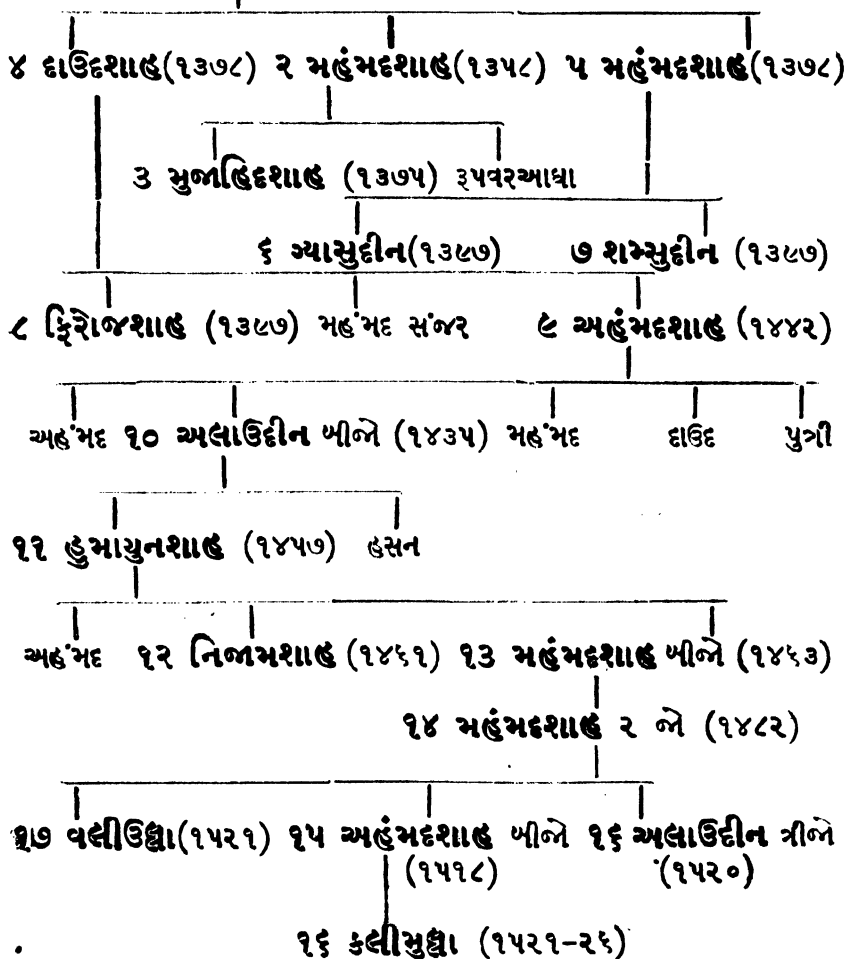 ૪ દાઉદશાહ(૧૩૭૮) ૨ મહંમદશાહ(૧૩૫૮) ૫ મહંમદશાહ(૧૩૭૮)
૩ મુજાહિદશાહ (૧૩૭૫) રૂપવરઆઘા
૬ ગ્યાસુદ્દીન(૧૩૯૭) ૭ શમ્સુદ્દીન (૧૩૯૭)
૮ ફિરોજશાહ (૧૩૯૭) મહંમદ સંજર ૯ અહંમદશાહ (૧૪૪૨)
અહંમદ ૧૦ અલાઉદ્દીન બીજો (૧૪૩૫) મહંમદ દાઉદ પુત્રી
૧૧ હુમાયુનશાહ (૧૪૫૭) હસન
અહંમદ ૧૨ નિજામશાહ (૧૪૬૧) ૧૩ મહંમદશાહ બીજો (૧૪૬૩)
૧૪ મહંમદશાહ ૨ જો (૧૪૮૨)
૧૭ વલીઉલ્લા(૧૫૨૧) ૧૫ અહંમદશાહ બીજો ૧૬ અલાઉદીન ત્રીજો
(૧૫૧૮) (૧૫૨૦)
૧૬ કલીમુલ્લા (૧૫૨૧-૨૬)